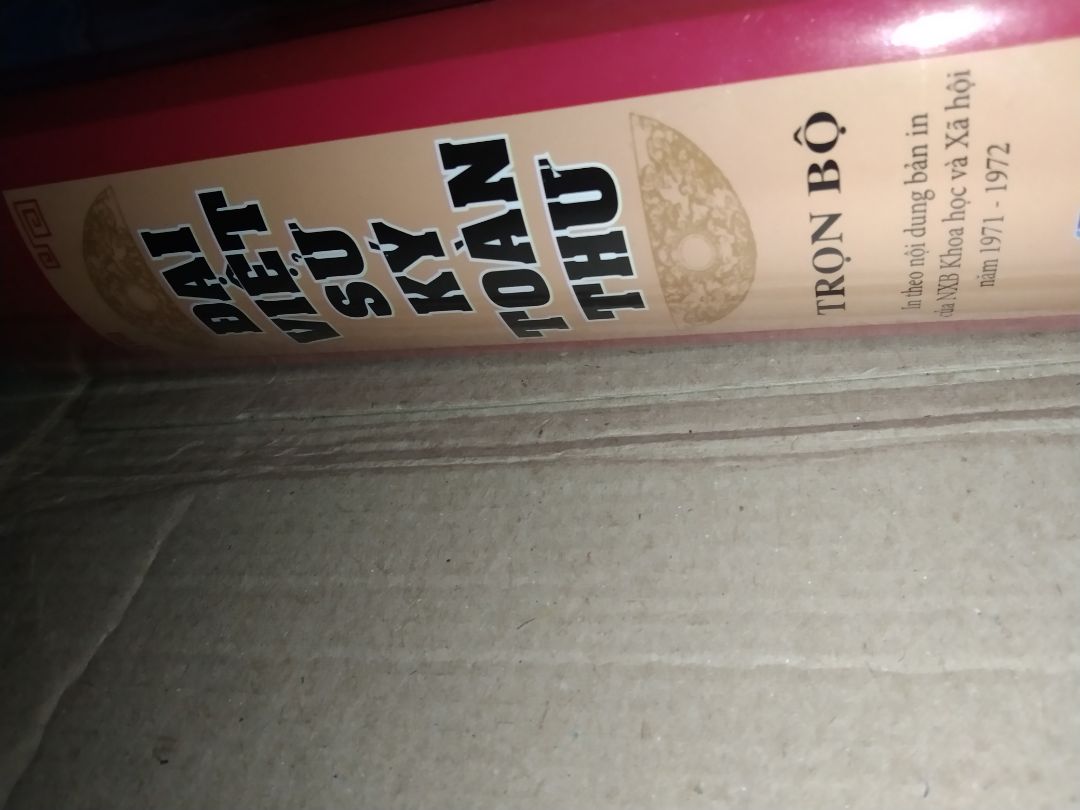 ĐẠI
VIỆT
SỬ
KÝ
TOÀN
THƯ
TRỌN BỘ
In theo nội dung bản in
của NXB Khoa học và Xã hội
năm 1971 - 1972